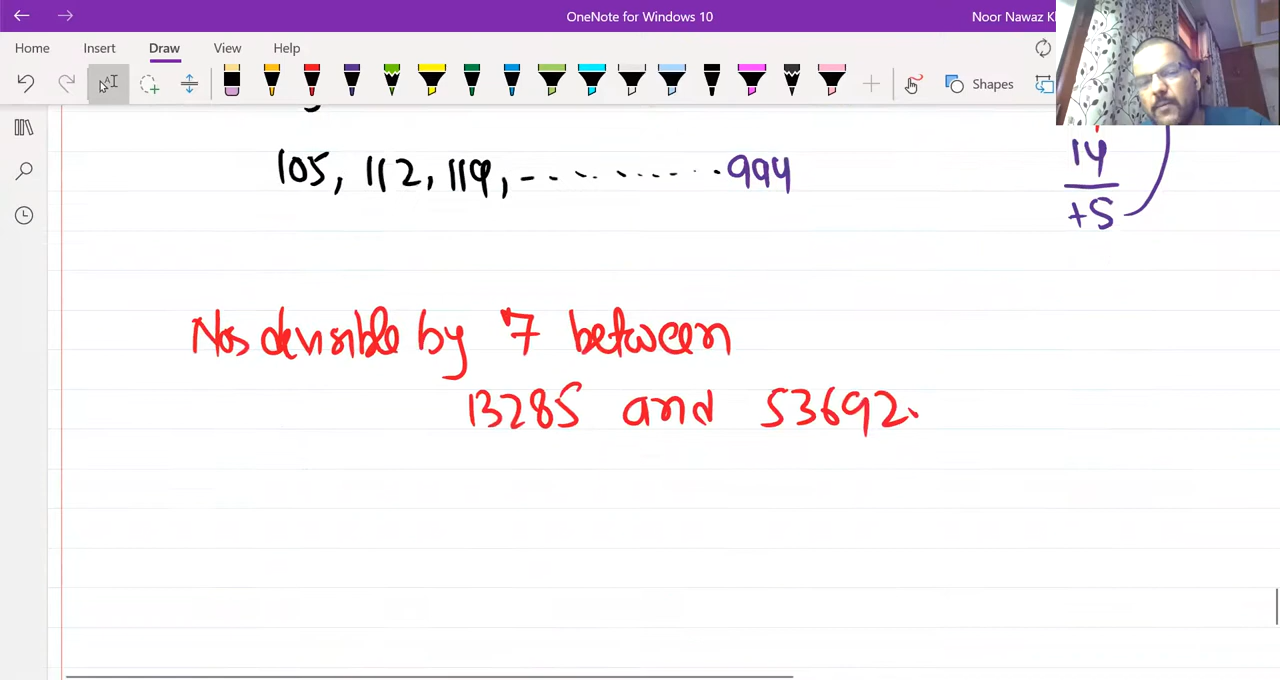 OneNote for Windows 10
Noor Nawaz Kh
Home Insert Draw View Help
Shapes
105, 112, 119, - - . . . . . . . . 994
14
+5
Nos devisible by 7 between
13285 and 53692.